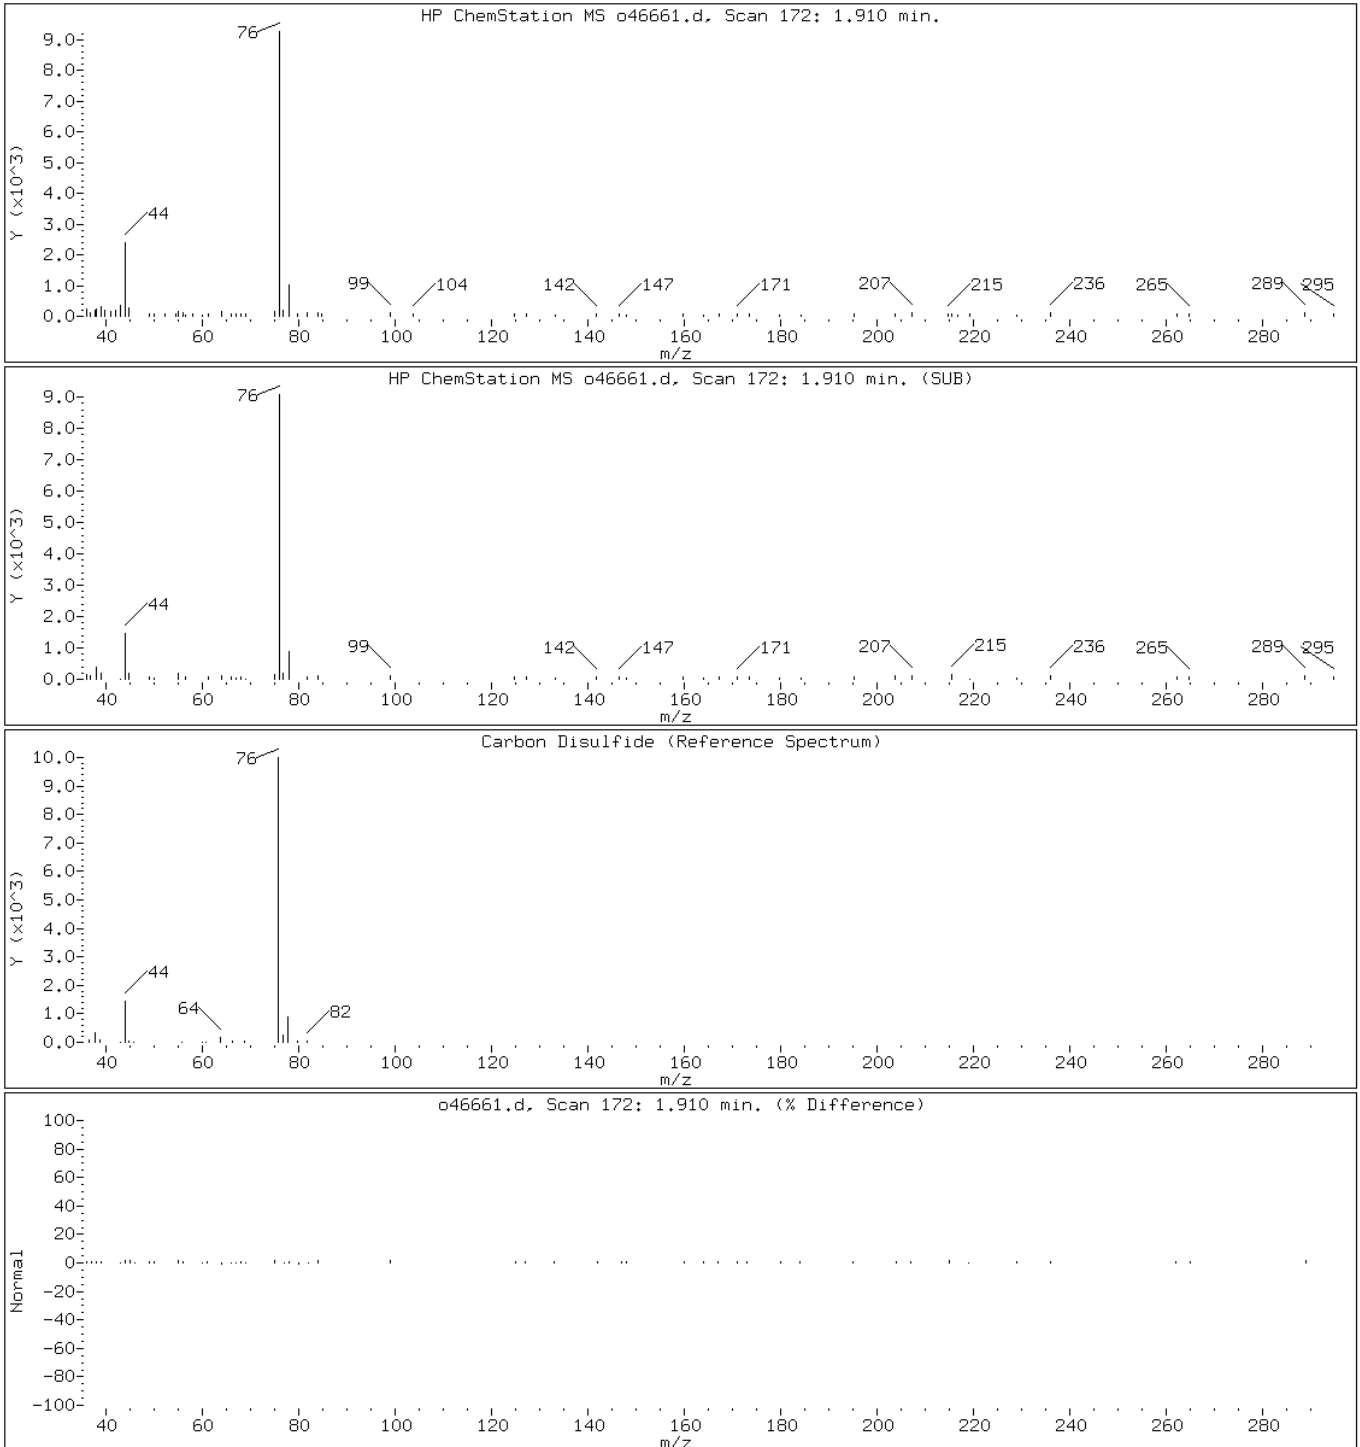 HP ChemStation MS o46661.d, Scan 172: 1.910 min.
76
9.0
8.0
7.0
6.0
5.0
4.0
3.0
2.0
1.0
0.0
Y (x10^3)
44
99 104 142 147 171 207 215 236 265 289 295
40 60 80 100 120 140 160 180 200 220 240 260 280
m/z
HP ChemStation MS o46661.d, Scan 172: 1.910 min. (SUB)
76
9.0
8.0
7.0
6.0
5.0
4.0
3.0
2.0
1.0
0.0
Y (x10^3)
44
99 142 147 171 207 215 236 265 289 295
40 60 80 100 120 140 160 180 200 220 240 260 280
m/z
Carbon Disulfide (Reference Spectrum)
76
10.0
9.0
8.0
7.0
6.0
5.0
4.0
3.0
2.0
1.0
0.0
Y (x10^3)
44
64 82
40 60 80 100 120 140 160 180 200 220 240 260 280
m/z
o46661.d, Scan 172: 1.910 min. (% Difference)
100
80
60
40
20
0
-20
-40
-60
-80
-100
Normal
40 60 80 100 120 140 160 180 200 220 240 260 280
m/z